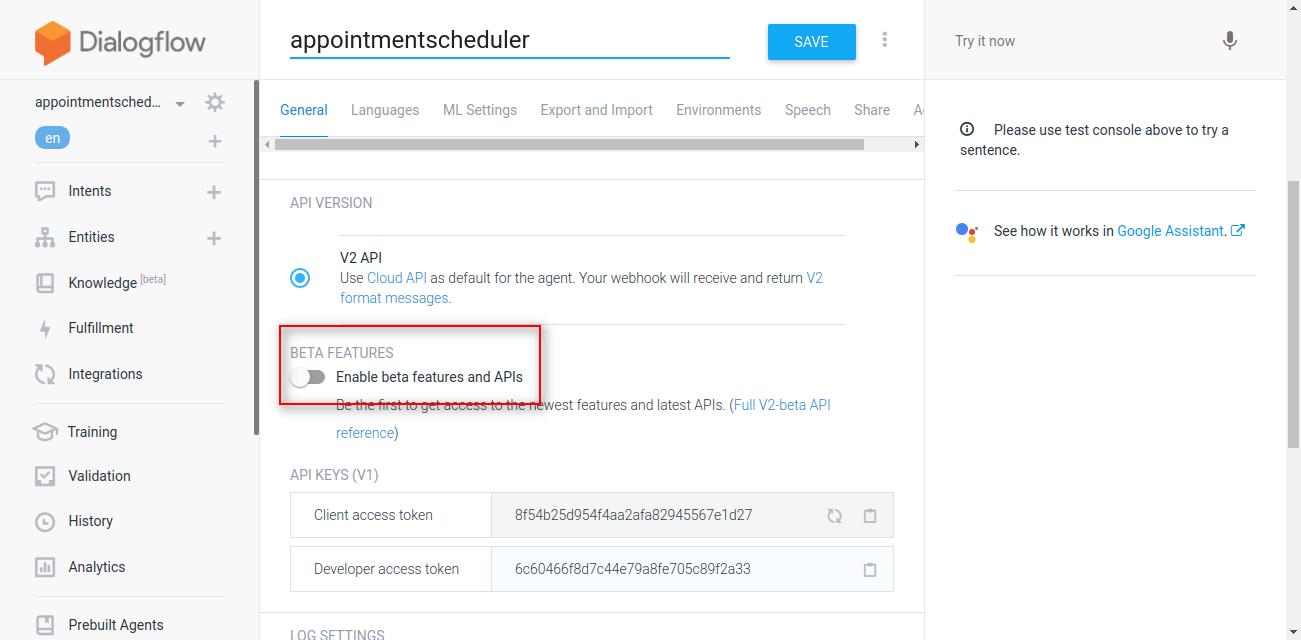 Dialogflow
appointmentsched...
en
Intents
Entities
Knowledge [beta]
Fulfillment
Integrations
Training
Validation
History
Analytics
Prebuilt Agents
appointmentscheduler
SAVE
General Languages ML Settings Export and Import Environments Speech Share A
API VERSION
V2 API
Use Cloud API as default for the agent. Your webhook will receive and return V2
format messages.
BETA FEATURES
Enable beta features and APIs
Be the first to get access to the newest features and latest APIs. (Full V2-beta API
reference)
API KEYS (V1)
Client access token 8f54b25d954f4aa2afa82945567e1d27
Developer access token 6c60466f8d7c44e79a8fe705c89f2a33
LOG SETTINGS
Try it now
Please use test console above to try a
sentence.
See how it works in Google Assistant.